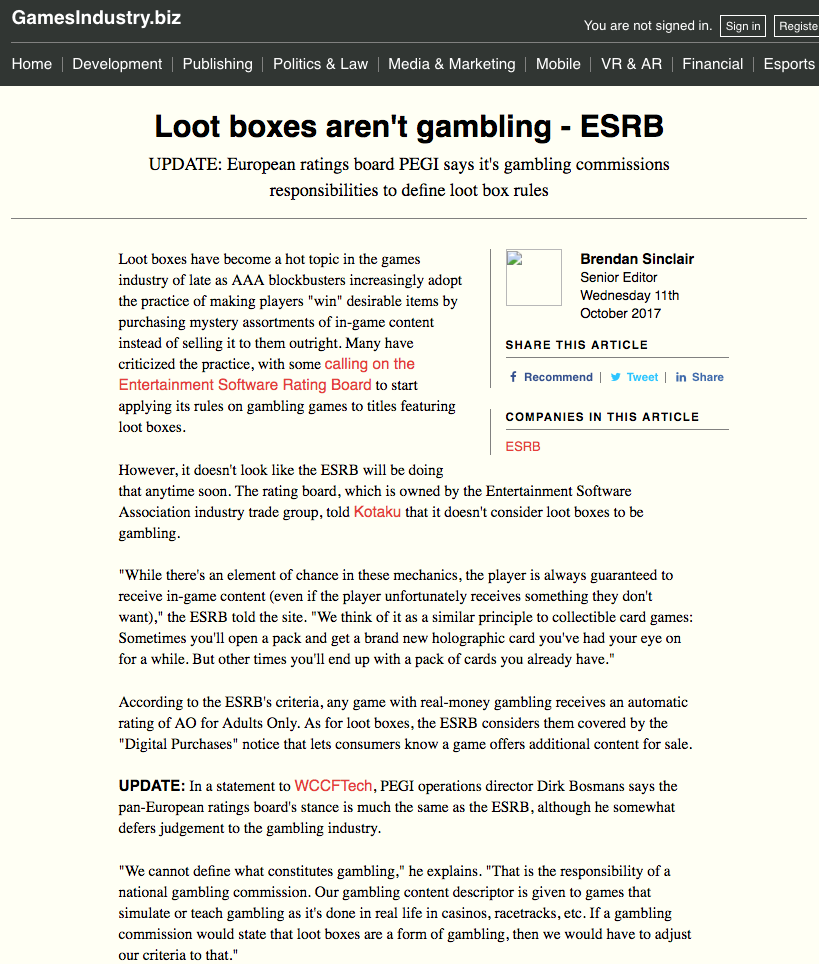 GamesIndustry.biz
You are not signed in. Sign in Registe
Home | Development | Publishing | Politics & Law | Media & Marketing | Mobile | VR & AR | Financial | Esports
Loot boxes aren't gambling - ESRB
UPDATE: European ratings board PEGI says it's gambling commissions
responsibilities to define loot box rules
Loot boxes have become a hot topic in the games
industry of late as AAA blockbusters increasingly adopt
the practice of making players "win" desirable items by
purchasing mystery assortments of in-game content
instead of selling it to them outright. Many have
criticized the practice, with some calling on the
Entertainment Software Rating Board to start
applying its rules on gambling games to titles featuring
loot boxes.
Brendan Sinclair
Senior Editor
Wednesday 11th
October 2017
SHARE THIS ARTICLE
Recommend | Tweet | Share
COMPANIES IN THIS ARTICLE
ESRB
However, it doesn't look like the ESRB will be doing
that anytime soon. The rating board, which is owned by the Entertainment Software
Association industry trade group, told Kotaku that it doesn't consider loot boxes to be
gambling.
"While there's an element of chance in these mechanics, the player is always guaranteed to
receive in-game content (even if the player unfortunately receives something they don't
want)," the ESRB told the site. "We think of it as a similar principle to collectible card games:
Sometimes you'll open a pack and get a brand new holographic card you've had your eye on
for a while. But other times you'll end up with a pack of cards you already have."
According to the ESRB's criteria, any game with real-money gambling receives an automatic
rating of AO for Adults Only. As for loot boxes, the ESRB considers them covered by the
"Digital Purchases" notice that lets consumers know a game offers additional content for sale.
UPDATE: In a statement to WCCFTech, PEGI operations director Dirk Bosmans says the
pan-European ratings board's stance is much the same as the ESRB, although he somewhat
defers judgement to the gambling industry.
"We cannot define what constitutes gambling," he explains. "That is the responsibility of a
national gambling commission. Our gambling content descriptor is given to games that
simulate or teach gambling as it's done in real life in casinos, racetracks, etc. If a gambling
commission would state that loot boxes are a form of gambling, then we would have to adjust
our criteria to that."